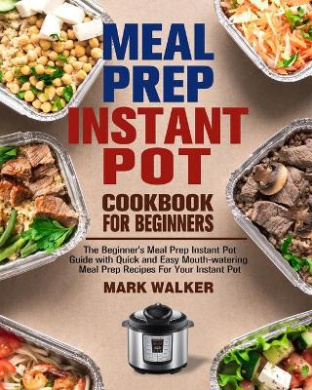 MEAL
PREP
INSTANT
POT
COOKBOOK
FOR BEGINNERS
The Beginner's Meal Prep Instant Pot
Guide with Quick and Easy Mouth-watering
Meal Prep Recipes For Your Instant Pot
MARK WALKER